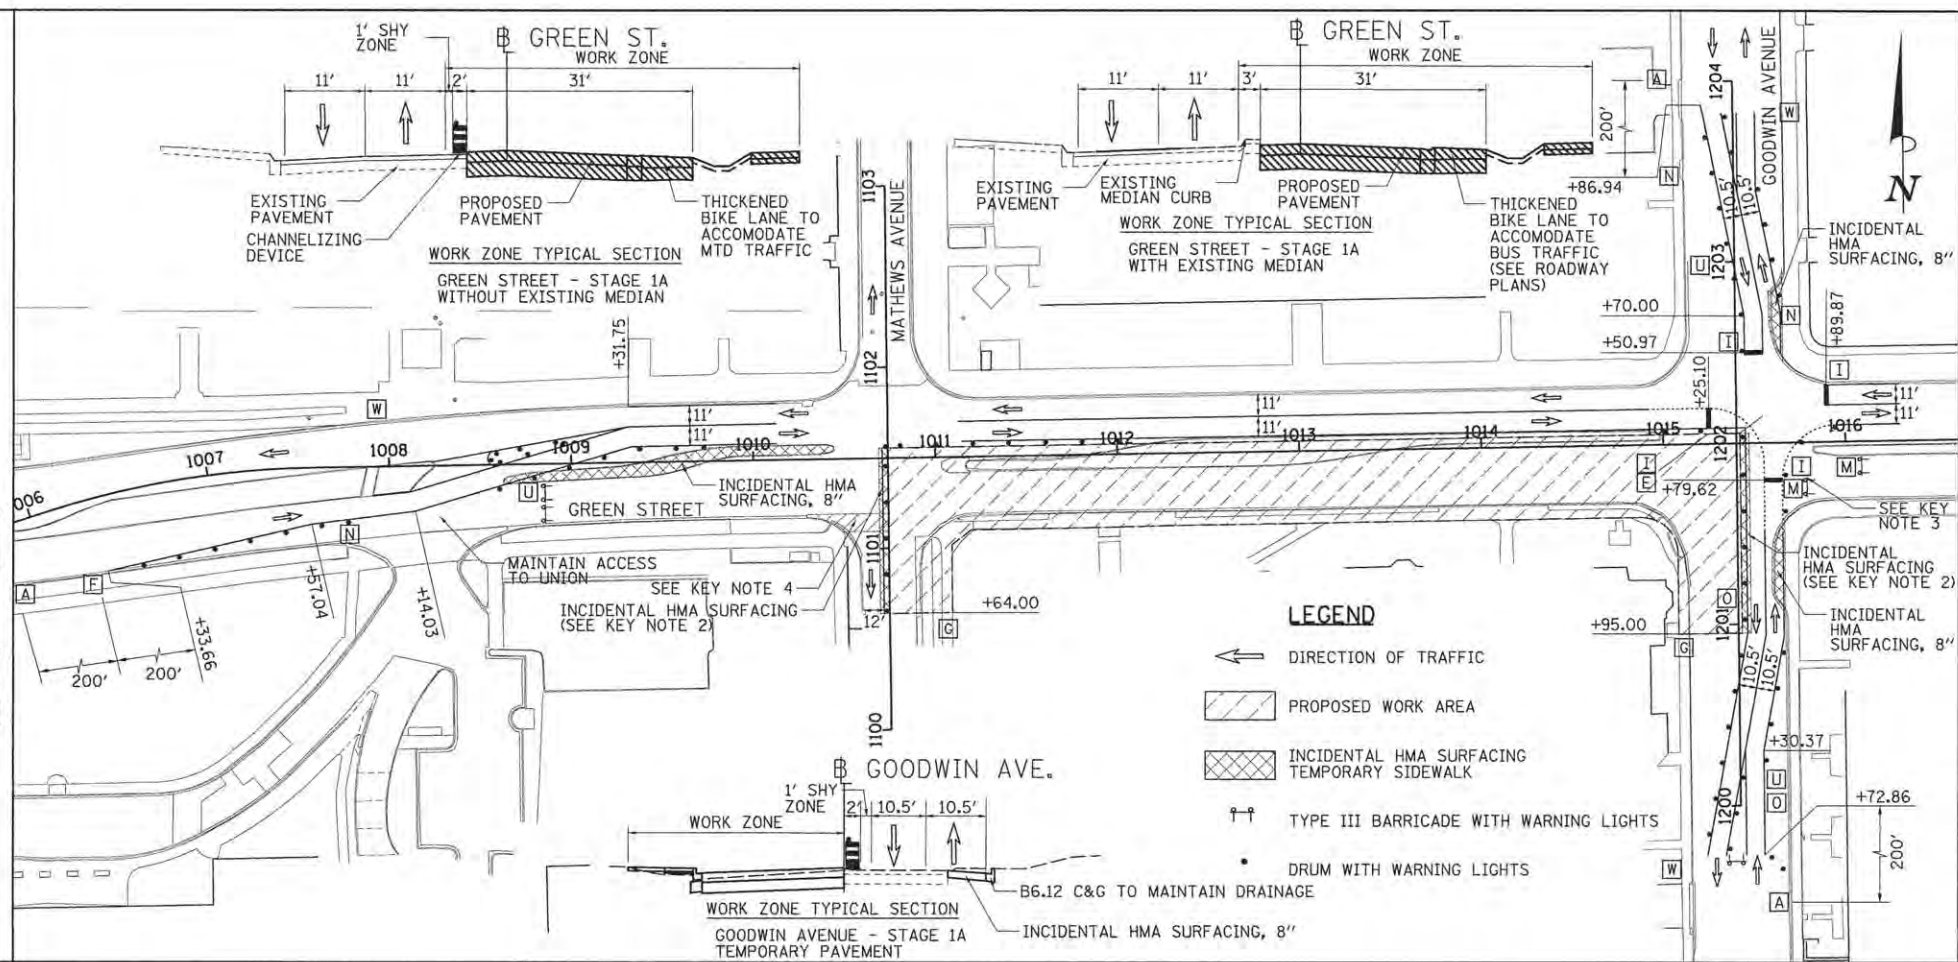 1' SHY
ZONE
B GREEN ST.
WORK ZONE
11'
11'
2'
31'
EXISTING
PAVEMENT
CHANNELIZING
DEVICE
PROPOSED
PAVEMENT
THICKENED
BIKE LANE TO
ACCOMODATE
MTD TRAFFIC
WORK ZONE TYPICAL SECTION
GREEN STREET - STAGE 1A
WITHOUT EXISTING MEDIAN
B GREEN ST.
WORK ZONE
11'
11'
3'
31'
EXISTING
PAVEMENT
EXISTING
MEDIAN CURB
PROPOSED
PAVEMENT
THICKENED
BIKE LANE TO
ACCOMODATE
BUS TRAFFIC
(SEE ROADWAY
PLANS)
WORK ZONE TYPICAL SECTION
GREEN STREET - STAGE 1A
WITH EXISTING MEDIAN
MATHEWS AVENUE
1103
1102
1101
1100
GOODWIN AVENUE
1204
1203
1202
1201
1200
N
A
W
200'
N
+86.94
10.5'
10.5'
U
INCIDENTAL
HMA
SURFACING, 8"
+70.00
N
+50.97
I
+89.87
I
+25.10
11'
11'
+31.75
W
11'
11'
11'
11'
006
1007
1008
1009
1010
1011
1012
1013
1014
1015
1016
U
INCIDENTAL HMA
SURFACING, 8"
GREEN STREET
N
A
F
MAINTAIN ACCESS
TO UNION
SEE KEY NOTE 4
INCIDENTAL HMA SURFACING
(SEE KEY NOTE 2)
12'
+64.00
G
+57.04
+14.03
+33.66
200'
200'
I
E
+79.62
I
M
M
SEE KEY
NOTE 3
INCIDENTAL
HMA SURFACING
(SEE KEY NOTE 2)
INCIDENTAL
HMA
SURFACING, 8"
O
+95.00
G
10.5'
10.5'
+30.37
U
O
+72.86
200'
W
A
LEGEND
DIRECTION OF TRAFFIC
PROPOSED WORK AREA
INCIDENTAL HMA SURFACING
TEMPORARY SIDEWALK
TYPE III BARRICADE WITH WARNING LIGHTS
DRUM WITH WARNING LIGHTS
B GOODWIN AVE.
1' SHY
ZONE
2'
10.5'
10.5'
WORK ZONE
B6.12 C&G TO MAINTAIN DRAINAGE
INCIDENTAL HMA SURFACING, 8"
WORK ZONE TYPICAL SECTION
GOODWIN AVENUE - STAGE 1A
TEMPORARY PAVEMENT